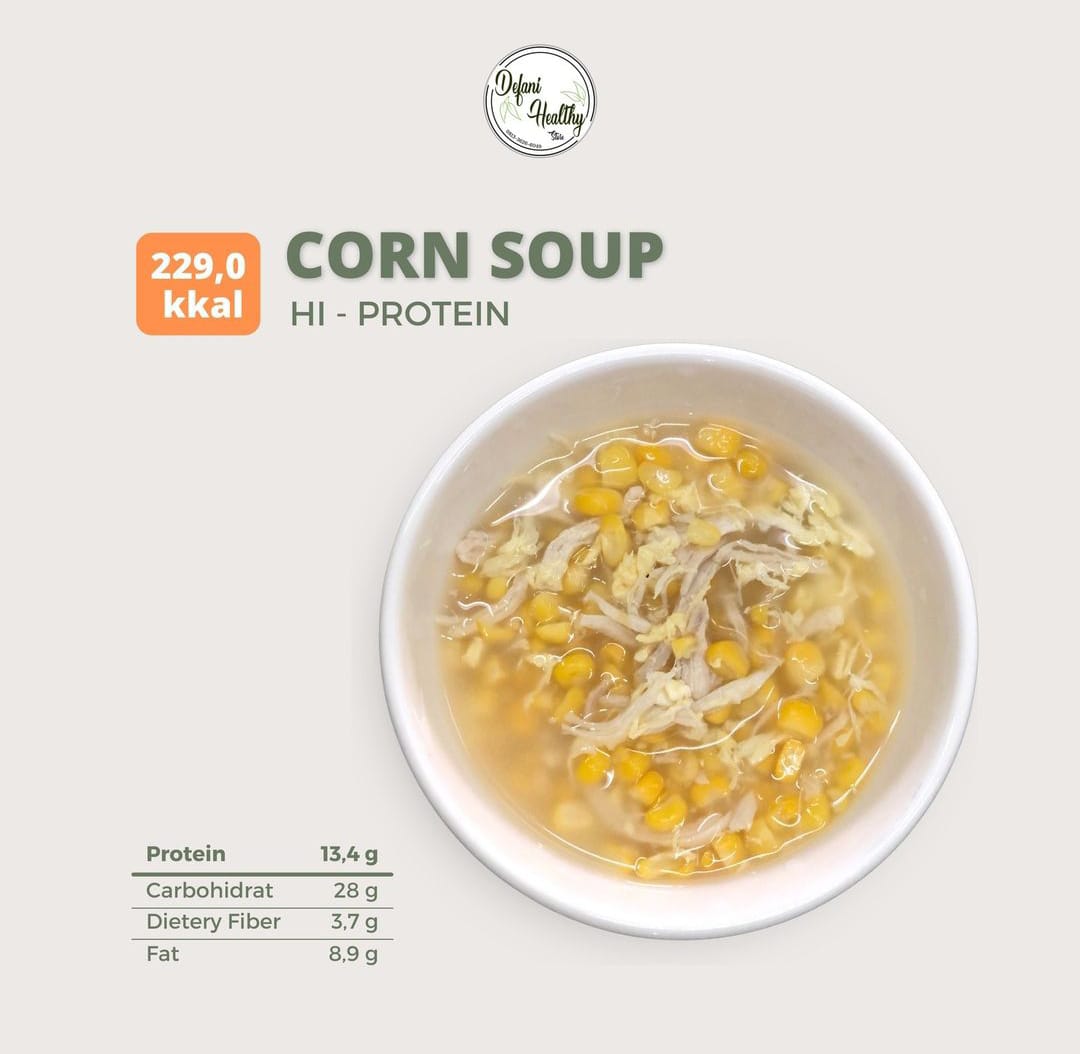 Defani
Healthy
Store
229,0
kkal
CORN SOUP
HI - PROTEIN
Protein 13,4 g
Carbohidrat 28 g
Dietery Fiber 3,7 g
Fat 8,9 g